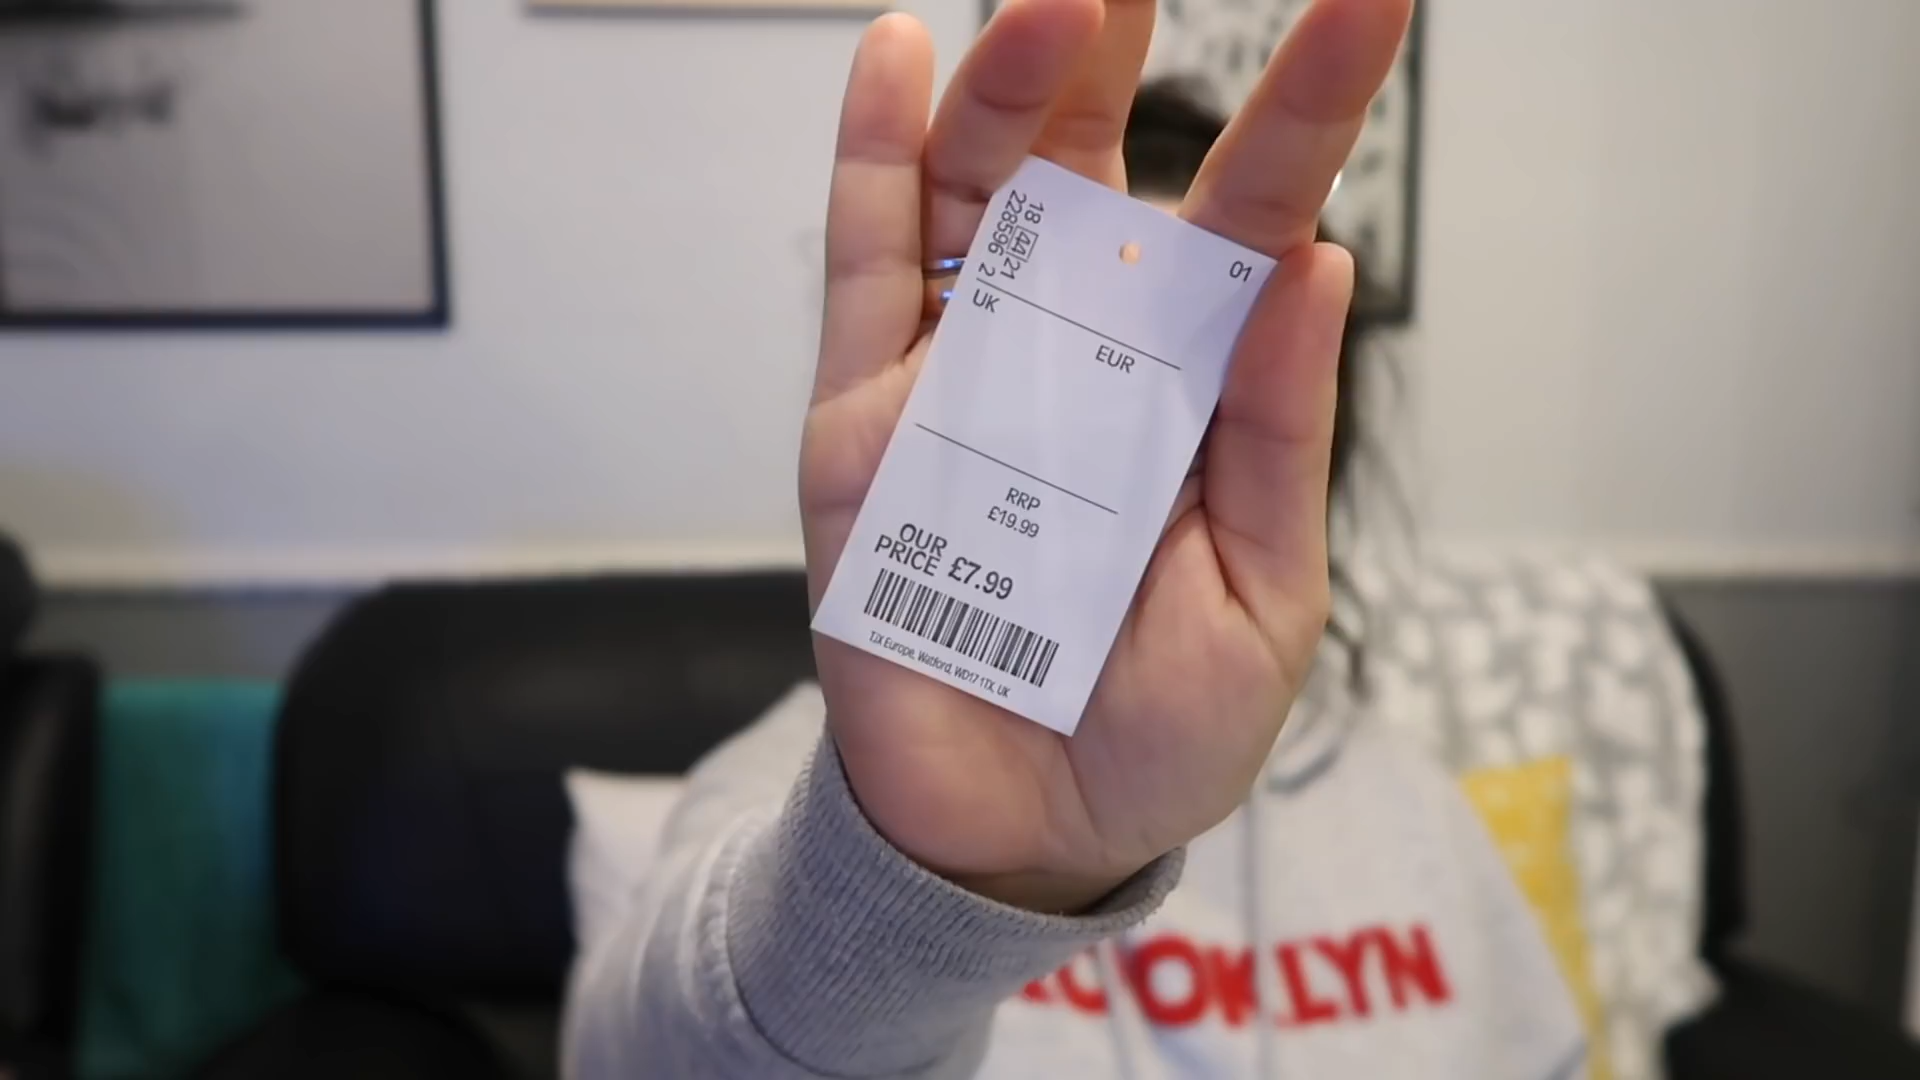 18 44 21
228596 2
01
UK
EUR
RRP
£19.99
OUR
PRICE £7.99
TJX Europe, Watford, WD17 1TX, UK
OOKLYN